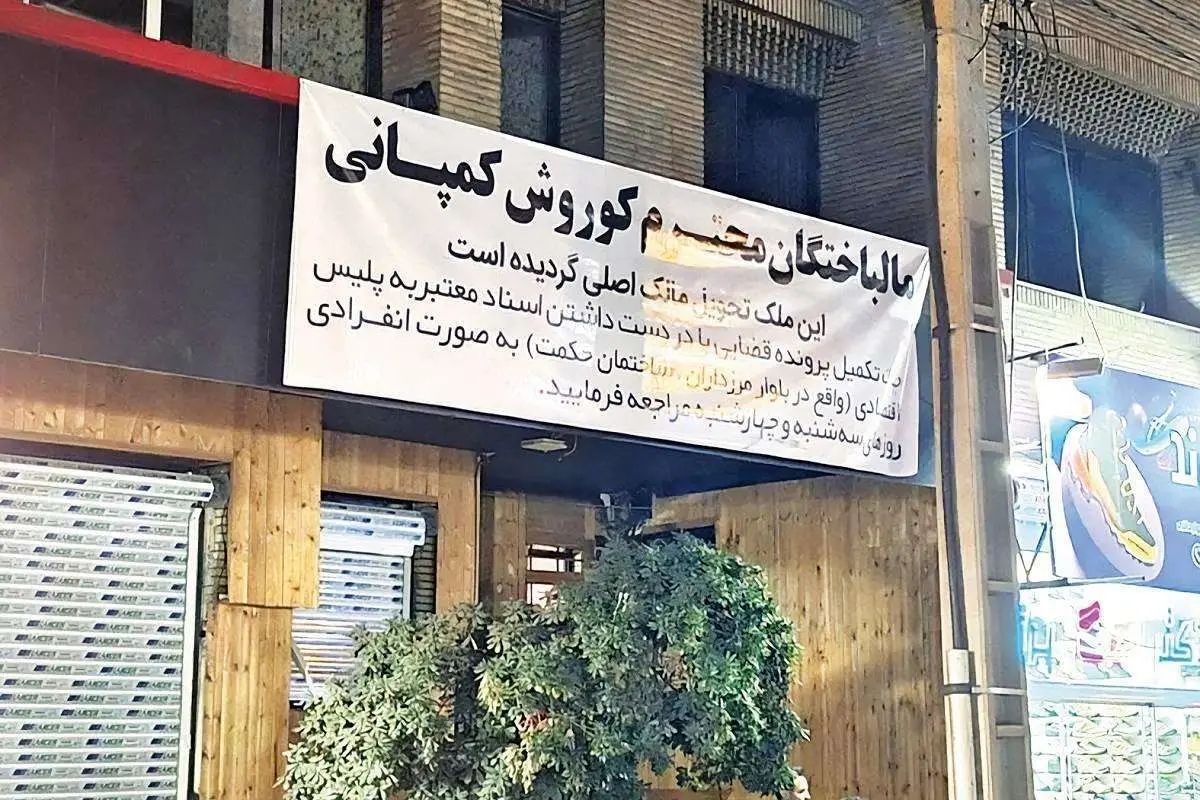 مالباختگان محترم کوروش کمپانی
این ملک تحویل مالک اصلی گردیده است
جهت تکمیل پرونده قضایی با در دست داشتن اسناد معتبر به پلیس
اقتصادی (واقع در بلوار مرزداران، ساختمان حکمت) به صورت انفرادی
روزهای سه‌شنبه و چهارشنبه مراجعه فرمایید.